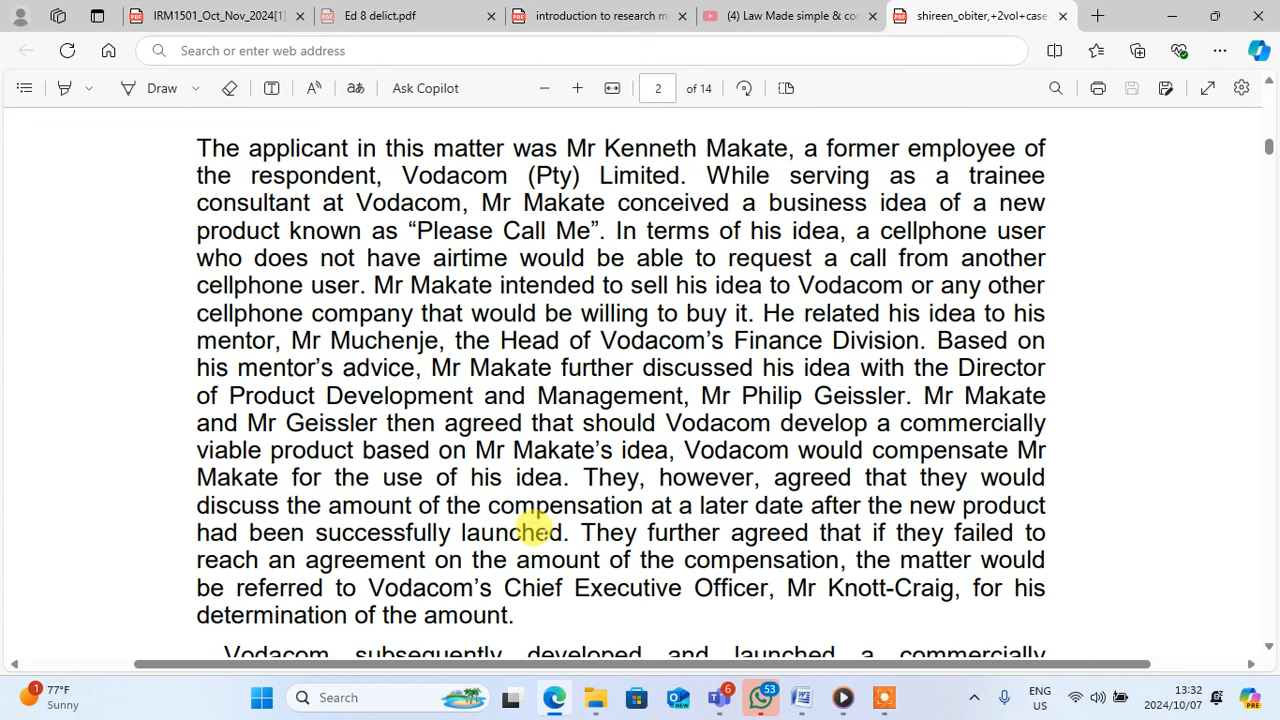 IRM1501_Oct_Nov_2024[1]
Ed 8 delict.pdf
introduction to research m
(4) Law Made simple & co
shireen_obiter,+2vol+case
Search or enter web address
Draw
Ask Copilot
2
of 14
The applicant in this matter was Mr Kenneth Makate, a former employee of
the respondent, Vodacom (Pty) Limited. While serving as a trainee
consultant at Vodacom, Mr Makate conceived a business idea of a new
product known as “Please Call Me”. In terms of his idea, a cellphone user
who does not have airtime would be able to request a call from another
cellphone user. Mr Makate intended to sell his idea to Vodacom or any other
cellphone company that would be willing to buy it. He related his idea to his
mentor, Mr Muchenje, the Head of Vodacom’s Finance Division. Based on
his mentor’s advice, Mr Makate further discussed his idea with the Director
of Product Development and Management, Mr Philip Geissler. Mr Makate
and Mr Geissler then agreed that should Vodacom develop a commercially
viable product based on Mr Makate’s idea, Vodacom would compensate Mr
Makate for the use of his idea. They, however, agreed that they would
discuss the amount of the compensation at a later date after the new product
had been successfully launched. They further agreed that if they failed to
reach an agreement on the amount of the compensation, the matter would
be referred to Vodacom’s Chief Executive Officer, Mr Knott-Craig, for his
determination of the amount.
Vodacom subsequently developed and launched a commercially
1
77°F
Sunny
Search
6
53
ENG
US
13:32
2024/10/07
PRE